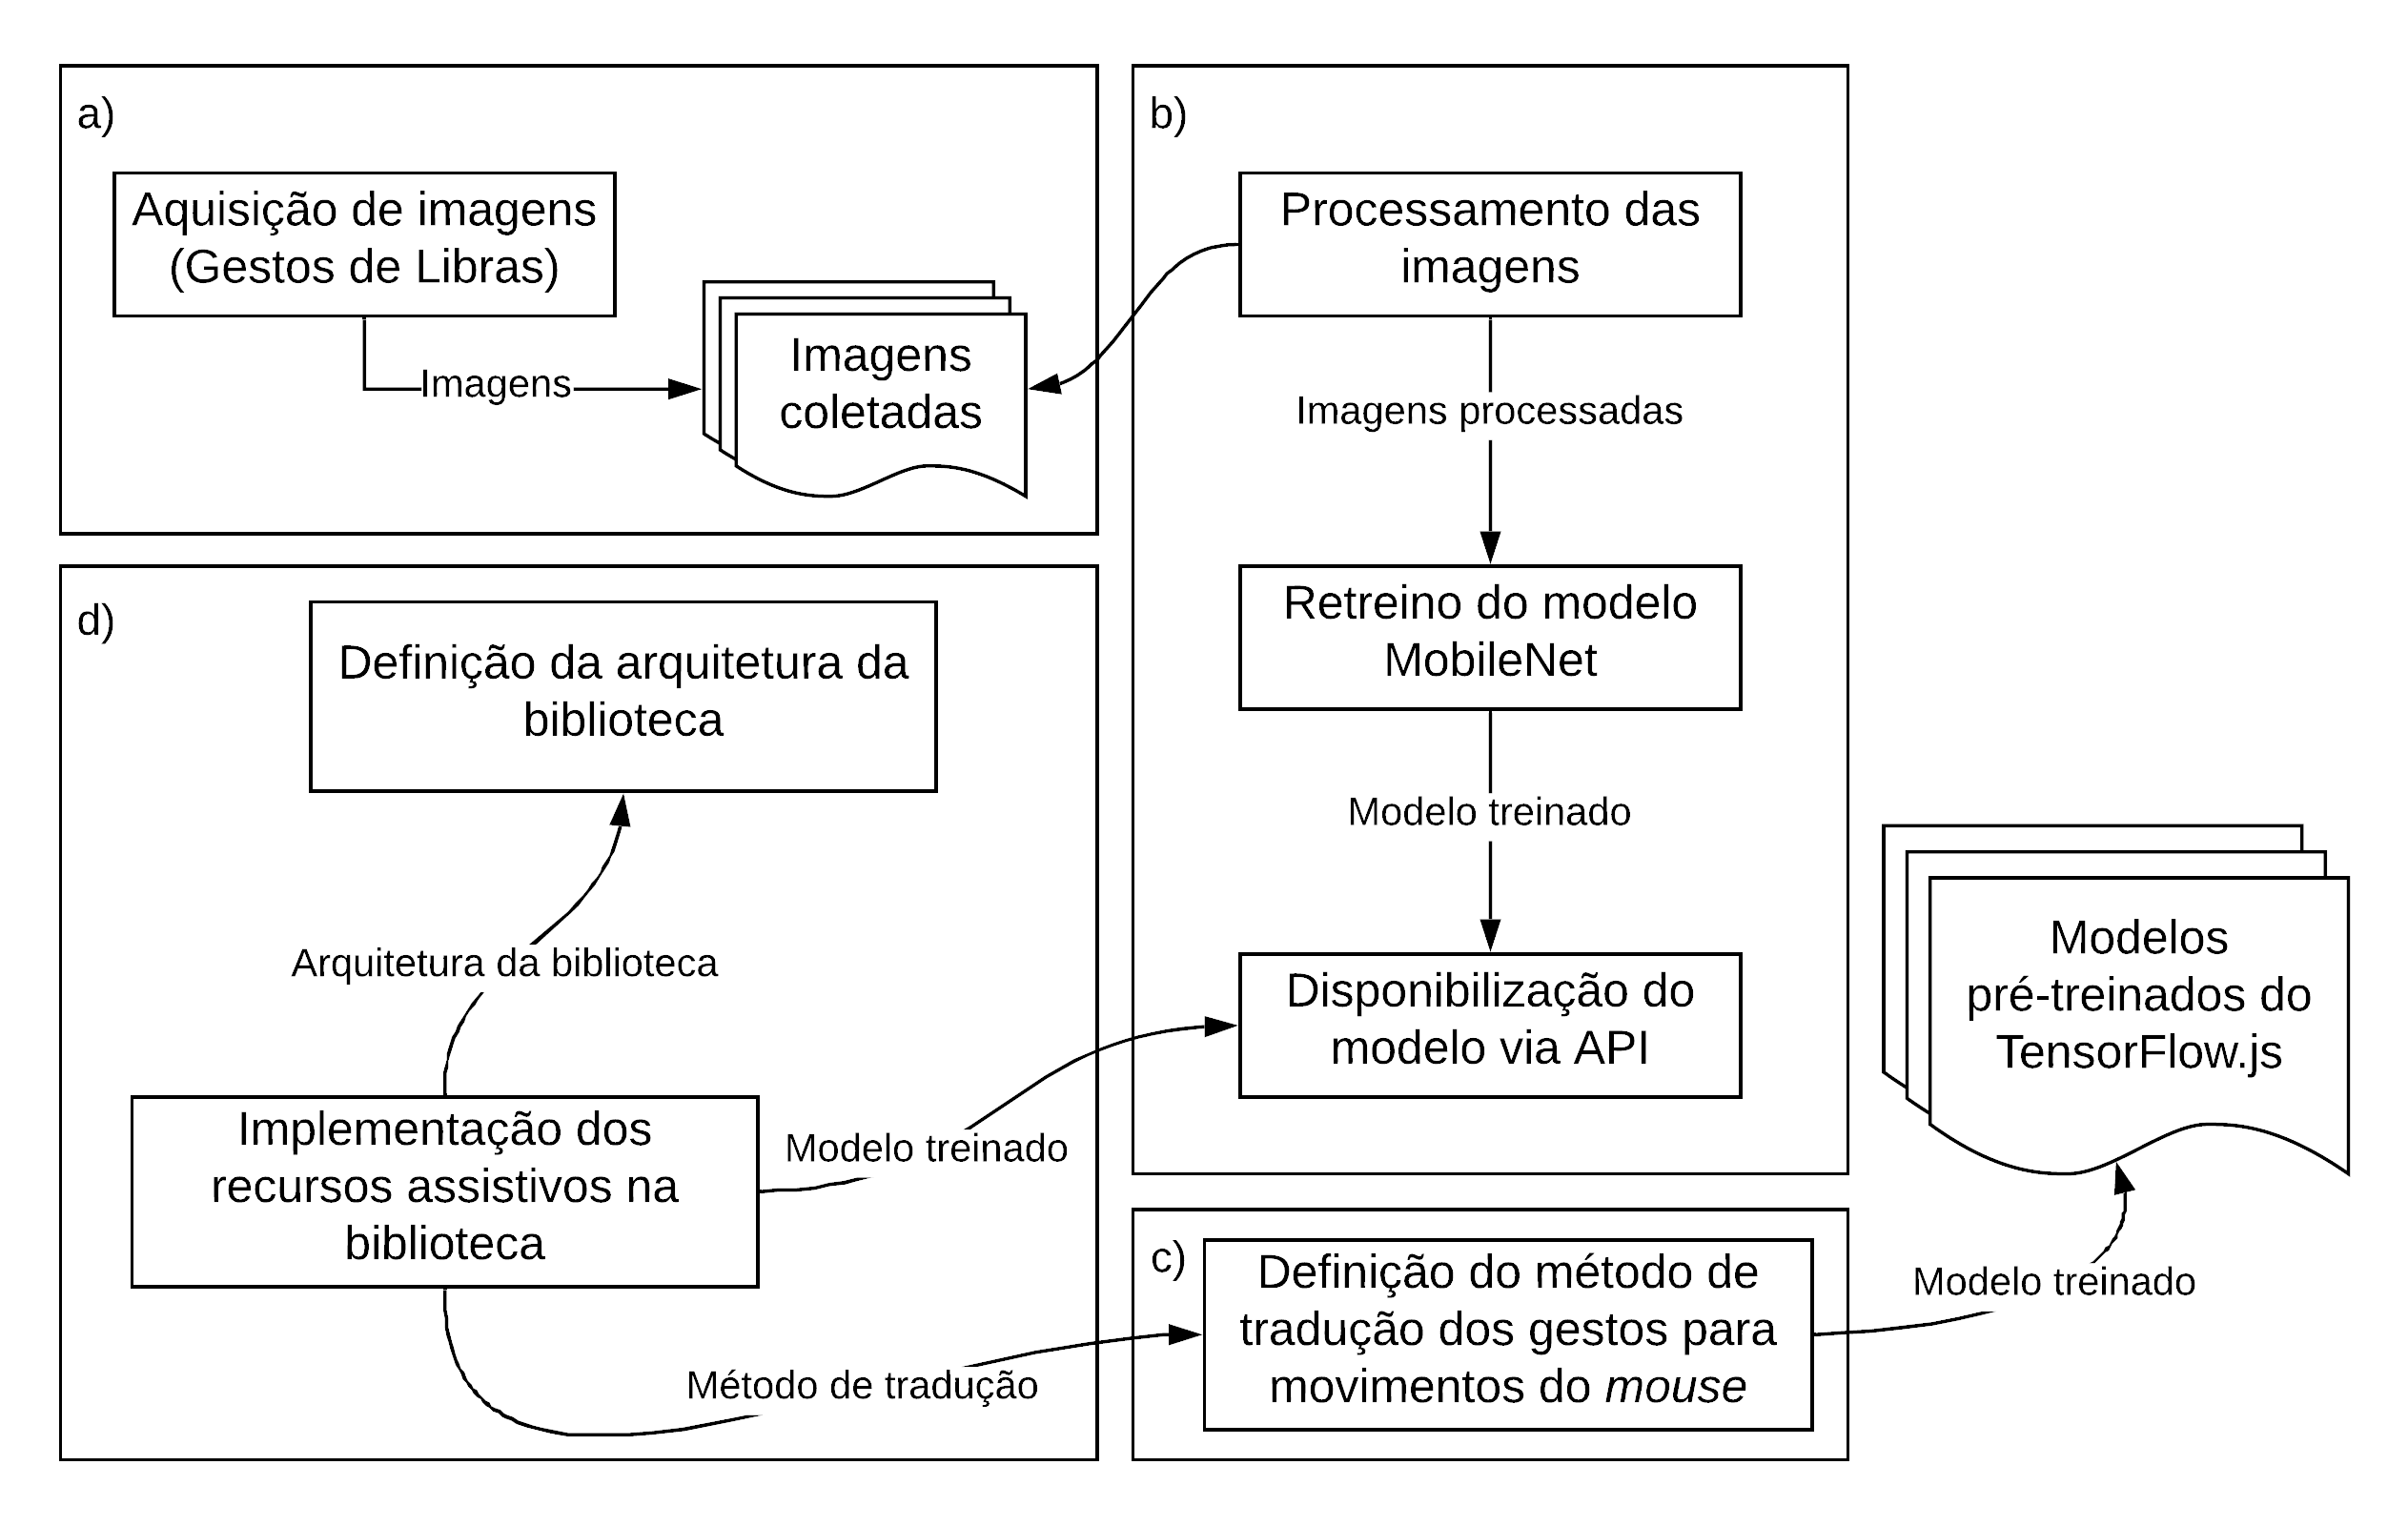 a)
Aquisição de imagens
(Gestos de Libras)
Imagens
Imagens
coletadas
b)
Processamento das
imagens
Imagens processadas
Retreino do modelo
MobileNet
Modelo treinado
Disponibilização do
modelo via API
d)
Definição da arquitetura da
biblioteca
Arquitetura da biblioteca
Implementação dos
recursos assistivos na
biblioteca
Modelo treinado
Método de tradução
c)
Definição do método de
tradução dos gestos para
movimentos do mouse
Modelo treinado
Modelos
pré-treinados do
TensorFlow.js